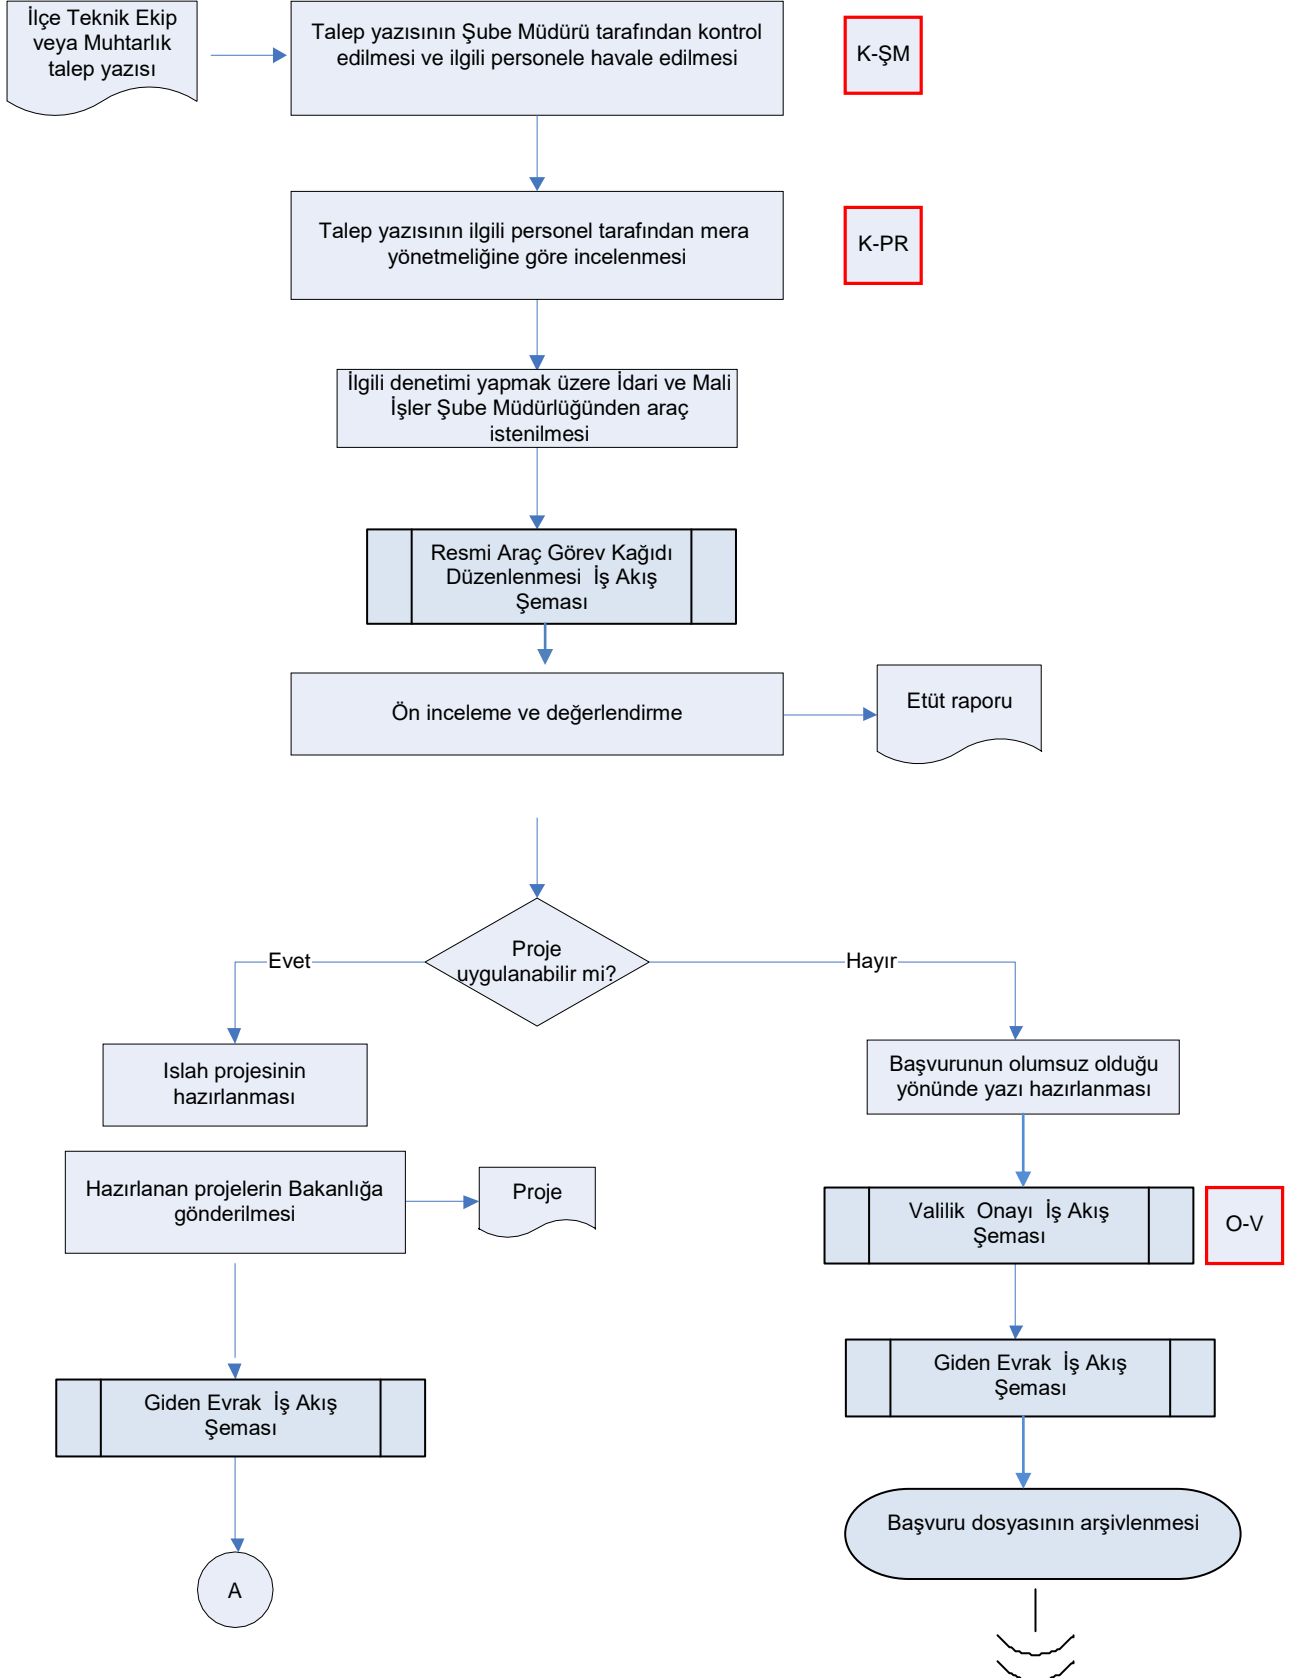 İlçe Teknik Ekip
veya Muhtarlık
talep yazısı
Talep yazısının Şube Müdürü tarafından kontrol
edilmesi ve ilgili personele havale edilmesi
K-ŞM
Talep yazısının ilgili personel tarafından mera
yönetmeliğine göre incelenmesi
K-PR
İlgili denetimi yapmak üzere İdari ve Mali
İşler Şube Müdürlüğünden araç
istenilmesi
Resmi Araç Görev Kağıdı
Düzenlenmesi İş Akış
Şeması
Ön inceleme ve değerlendirme
Etüt raporu
Proje
uygulanabilir mi?
Evet
Hayır
Islah projesinin
hazırlanması
Başvurunun olumsuz olduğu
yönünde yazı hazırlanması
Hazırlanan projelerin Bakanlığa
gönderilmesi
Proje
Valilik Onayı İş Akış
Şeması
O-V
Giden Evrak İş Akış
Şeması
Giden Evrak İş Akış
Şeması
Başvuru dosyasının arşivlenmesi
A